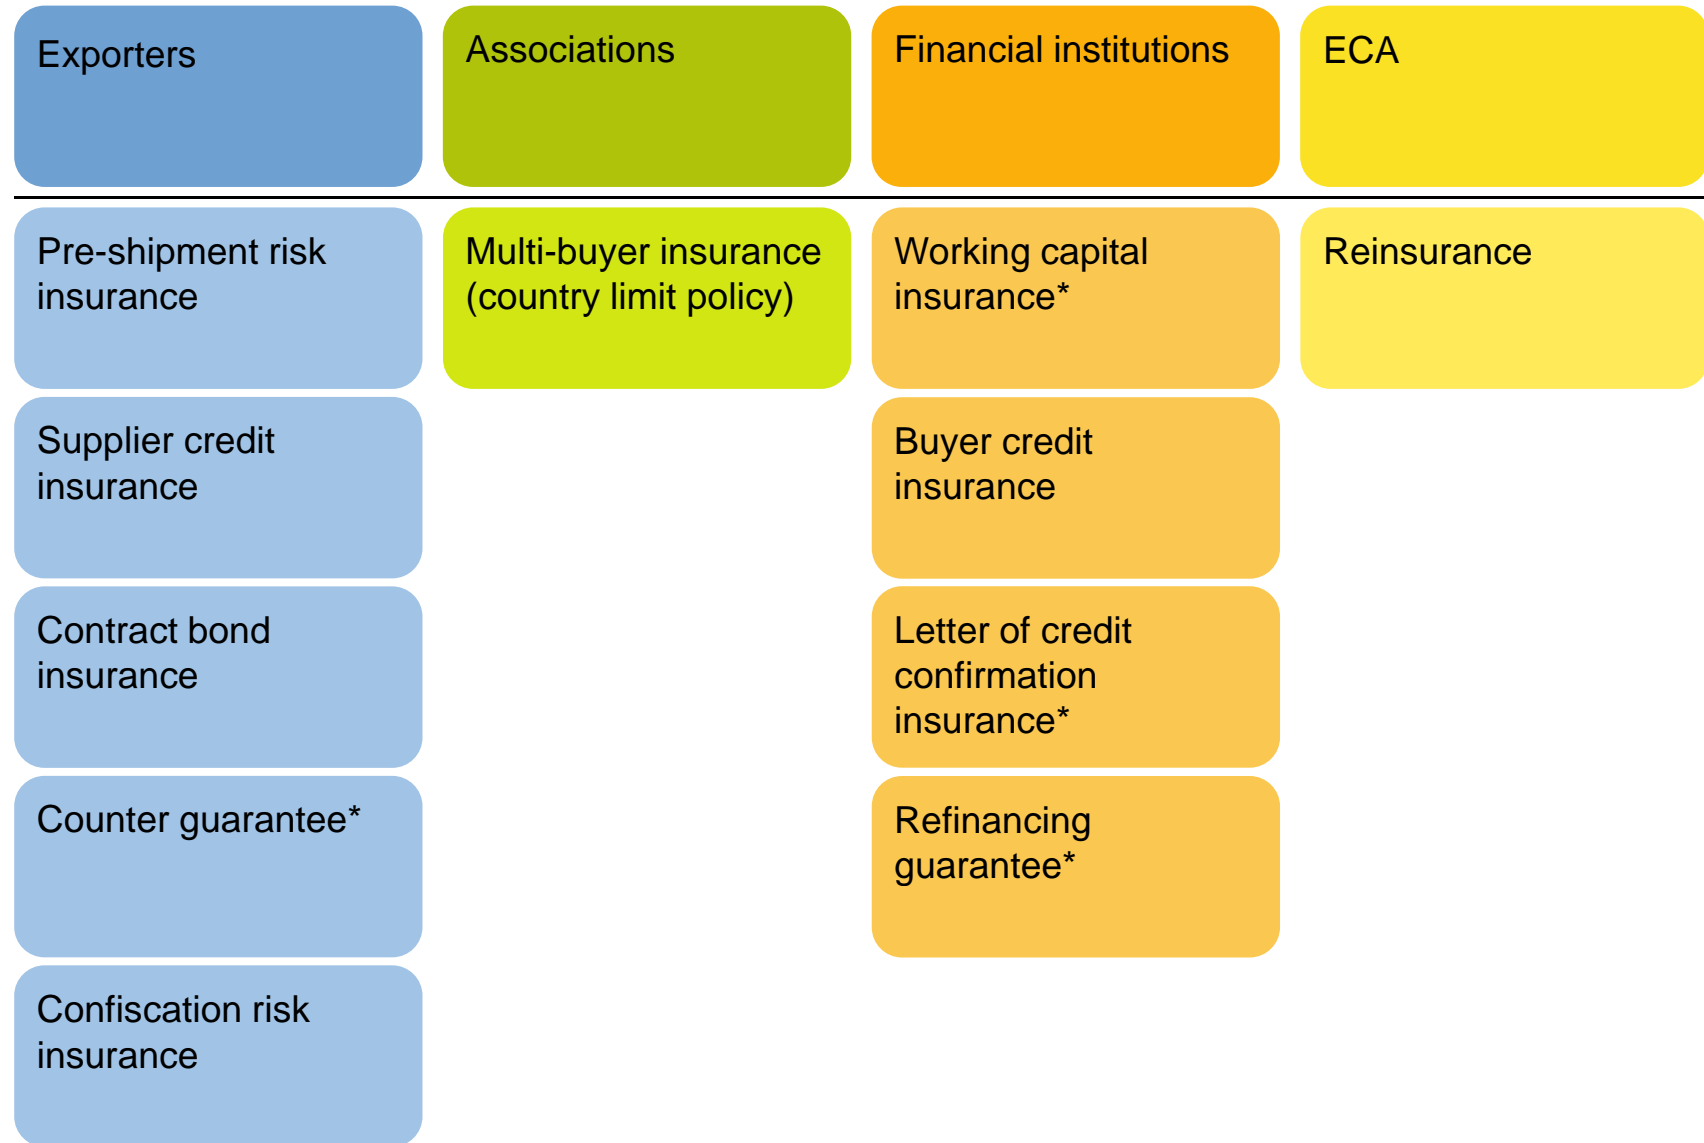 Exporters
Associations
Financial institutions
ECA
Pre-shipment risk
insurance
Multi-buyer insurance
(country limit policy)
Working capital
insurance*
Reinsurance
Supplier credit
insurance
Buyer credit
insurance
Contract bond
insurance
Letter of credit
confirmation
insurance*
Counter guarantee*
Refinancing
guarantee*
Confiscation risk
insurance